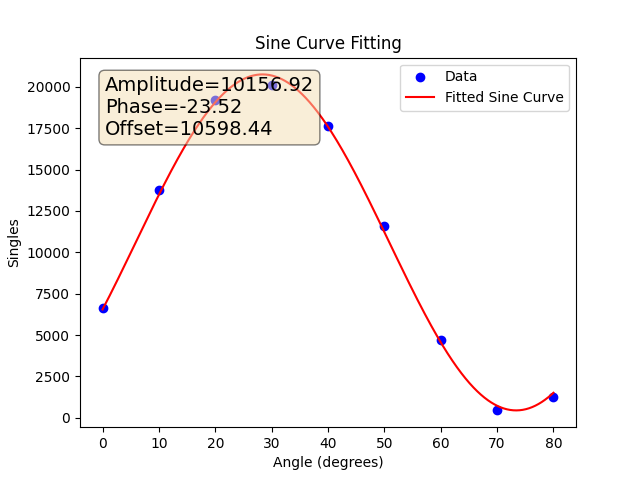 Sine Curve Fitting
Amplitude=10156.92
Phase=-23.52
Offset=10598.44
Data
Fitted Sine Curve
20000
17500
15000
12500
10000
7500
5000
2500
0
Singles
0 10 20 30 40 50 60 70 80
Angle (degrees)